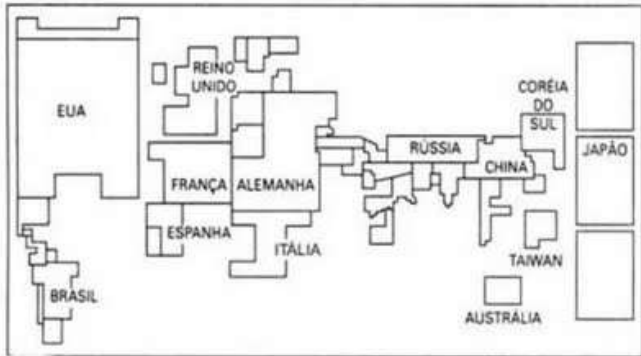 REINO
UNIDO
EUA
CORÉIA
DO
SUL
RÚSSIA
JAPÃO
CHINA
FRANÇA
ALEMANHA
ESPANHA
ITÁLIA
TAIWAN
BRASIL
AUSTRÁLIA